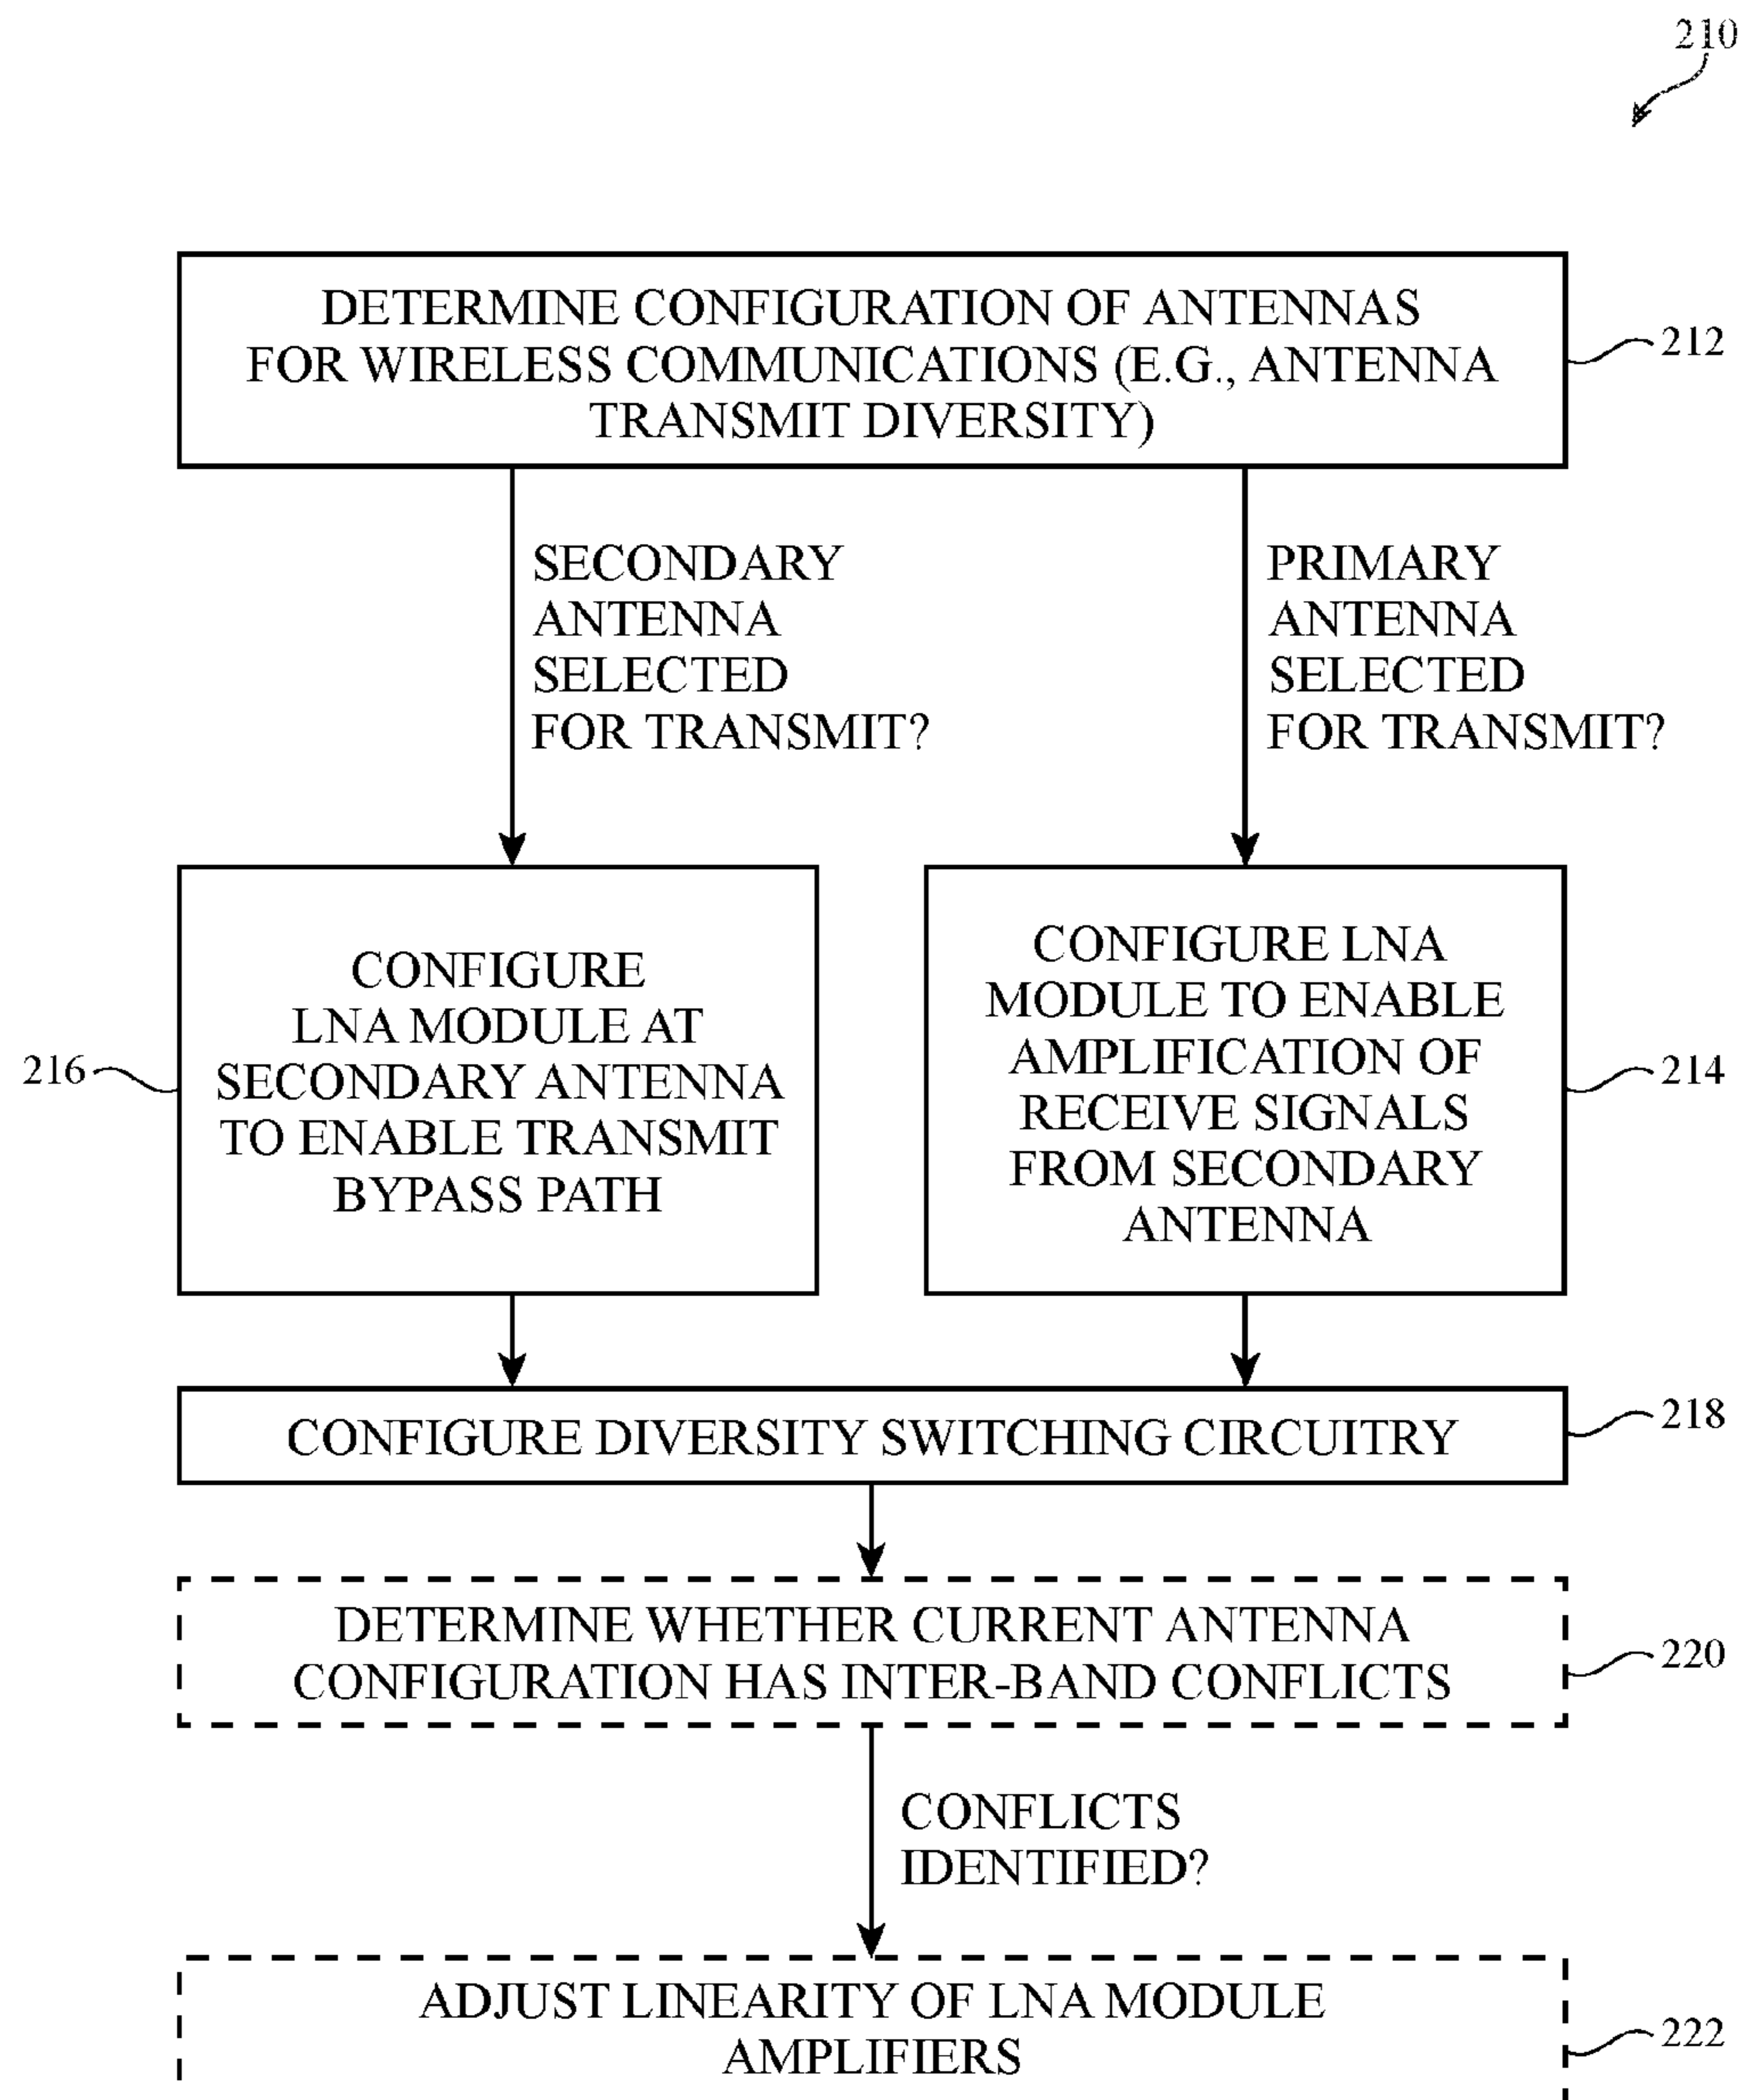 210
DETERMINE CONFIGURATION OF ANTENNAS
FOR WIRELESS COMMUNICATIONS (E.G., ANTENNA
TRANSMIT DIVERSITY)
212
SECONDARY
ANTENNA
SELECTED
FOR TRANSMIT?
PRIMARY
ANTENNA
SELECTED
FOR TRANSMIT?
216
CONFIGURE
LNA MODULE AT
SECONDARY ANTENNA
TO ENABLE TRANSMIT
BYPASS PATH
CONFIGURE LNA
MODULE TO ENABLE
AMPLIFICATION OF
RECEIVE SIGNALS
FROM SECONDARY
ANTENNA
214
CONFIGURE DIVERSITY SWITCHING CIRCUITRY
218
DETERMINE WHETHER CURRENT ANTENNA
CONFIGURATION HAS INTER-BAND CONFLICTS
220
CONFLICTS
IDENTIFIED?
ADJUST LINEARITY OF LNA MODULE
AMPLIFIERS
222